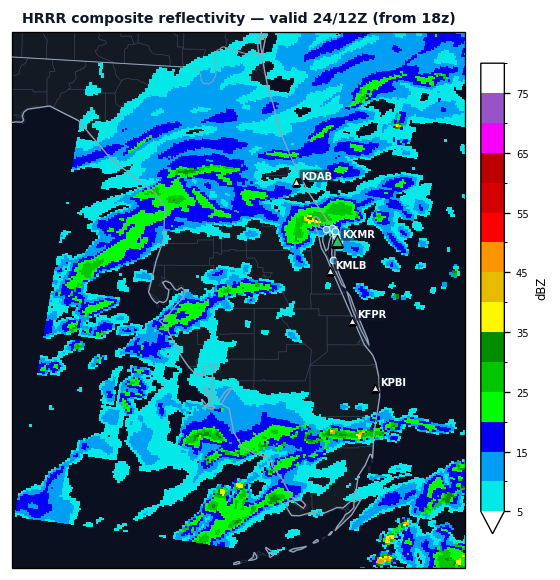 HRRR composite reflectivity — valid 24/12Z (from 18z)
KDAB
KXMR
KMLB
KFPR
KPBI
75
65
55
45
35
25
15
5
dBZ